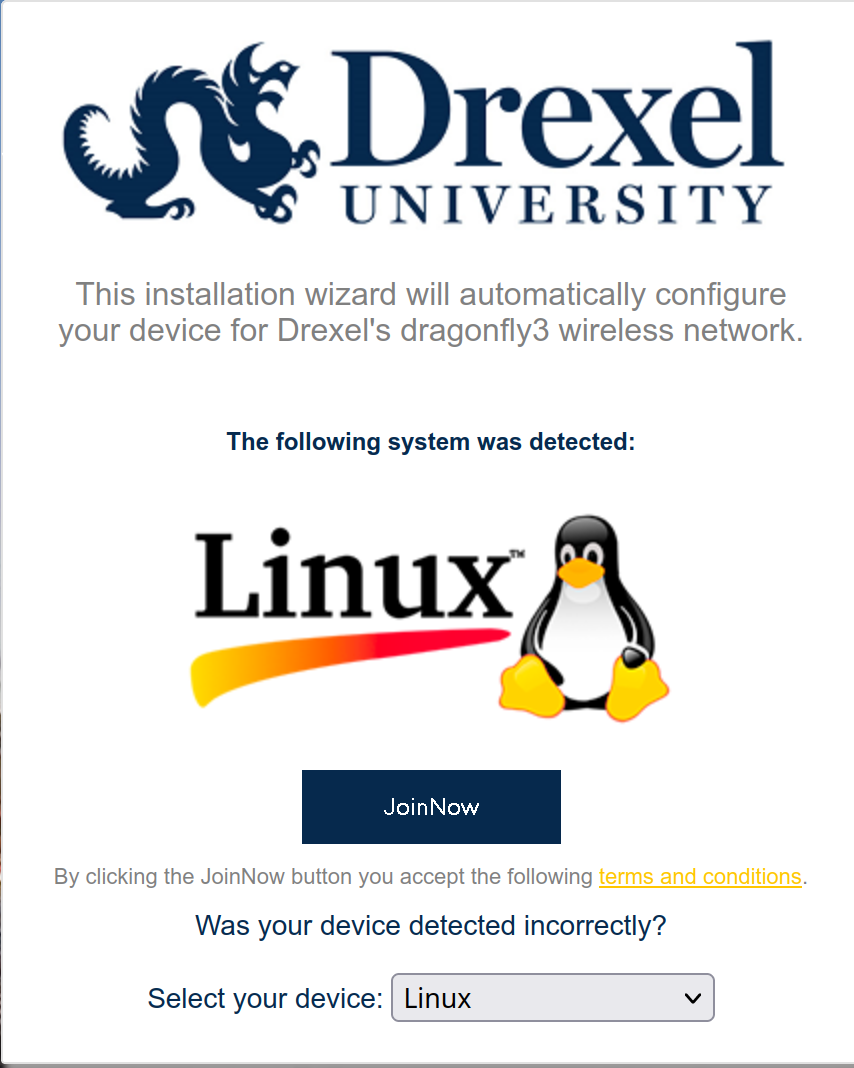 Drexel
UNIVERSITY
This installation wizard will automatically configure
your device for Drexel's dragonfly3 wireless network.
The following system was detected:
Linux™
JoinNow
By clicking the JoinNow button you accept the following terms and conditions.
Was your device detected incorrectly?
Select your device: Linux